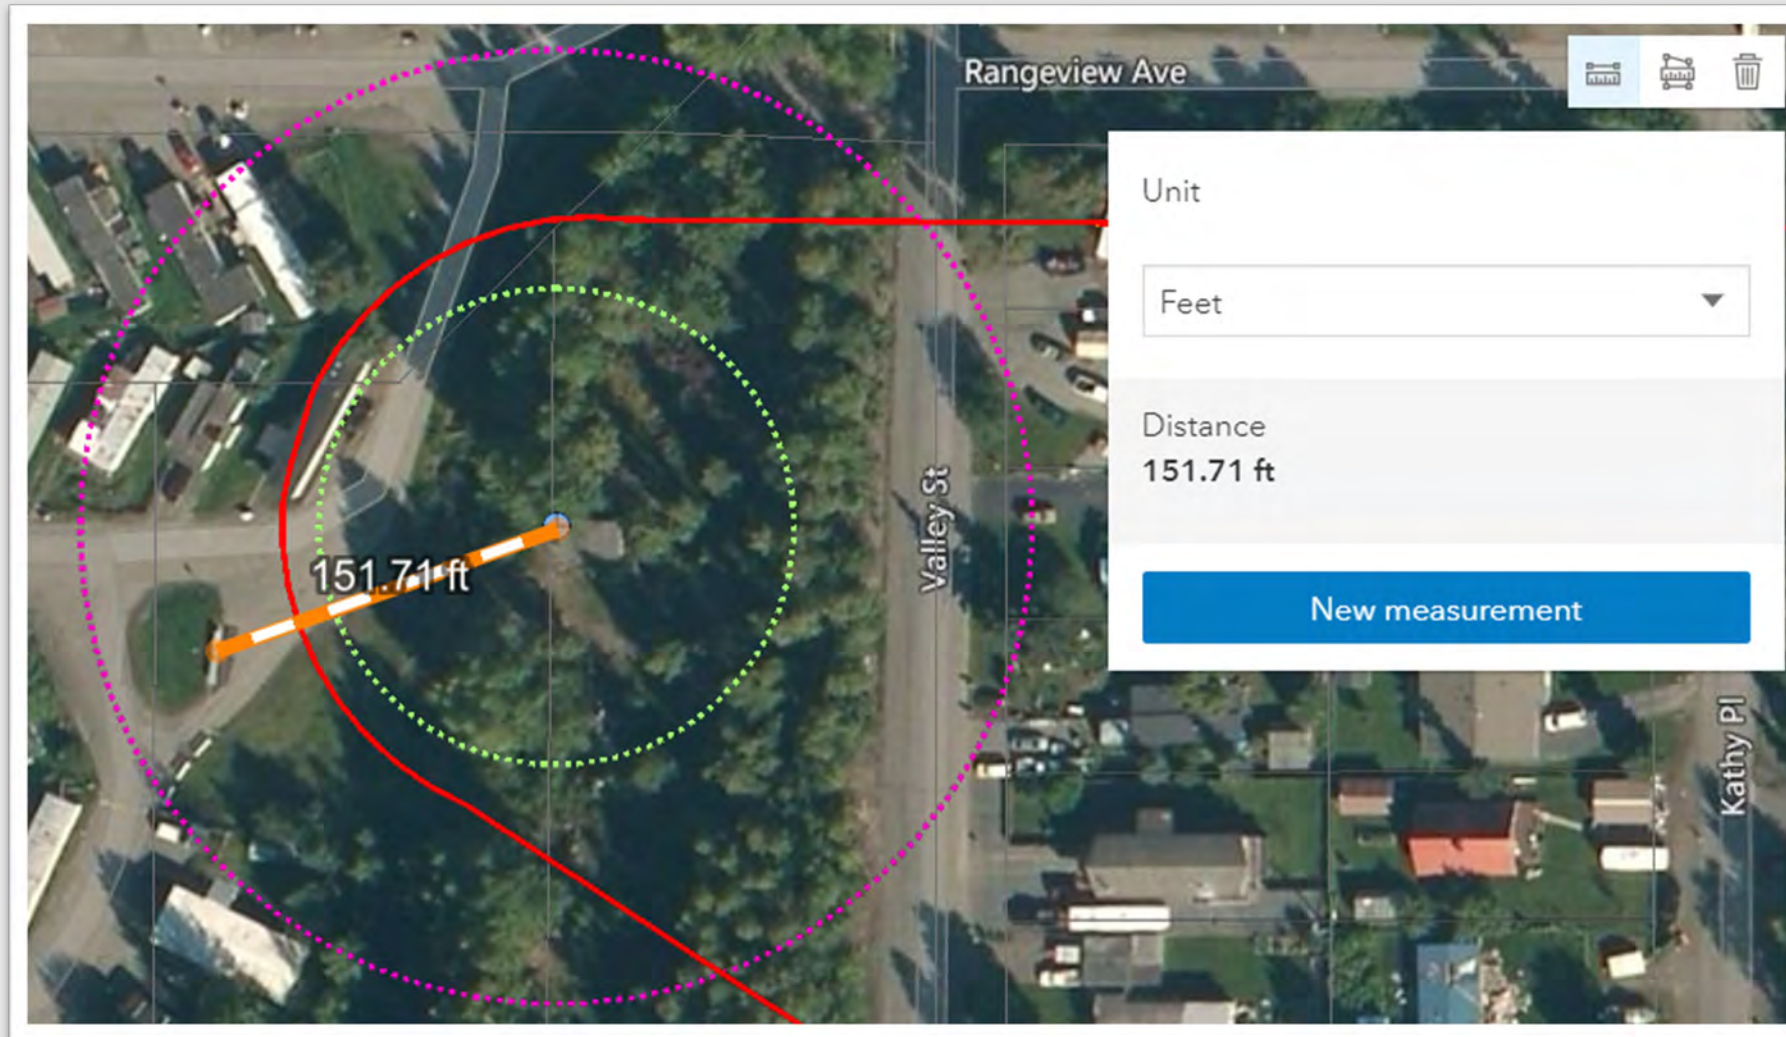 Rangeview Ave
Unit
Feet
Distance
151.71 ft
New measurement
151.71 ft
Valley St
Kathy Pl